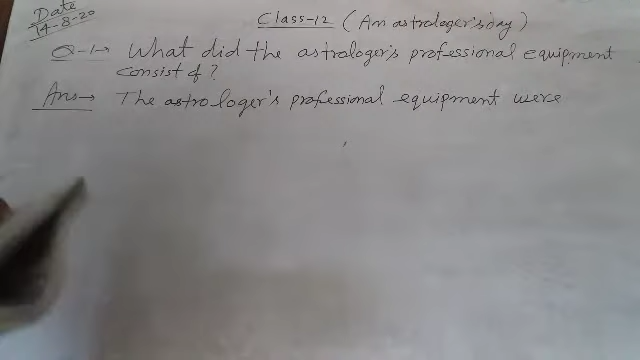 Date
14-8-20
Class-12 (An astrologer's day)
Q-1→ What did the astrologer's professional equipment
consist of?
Ans→ The astrologer's professional equipment were